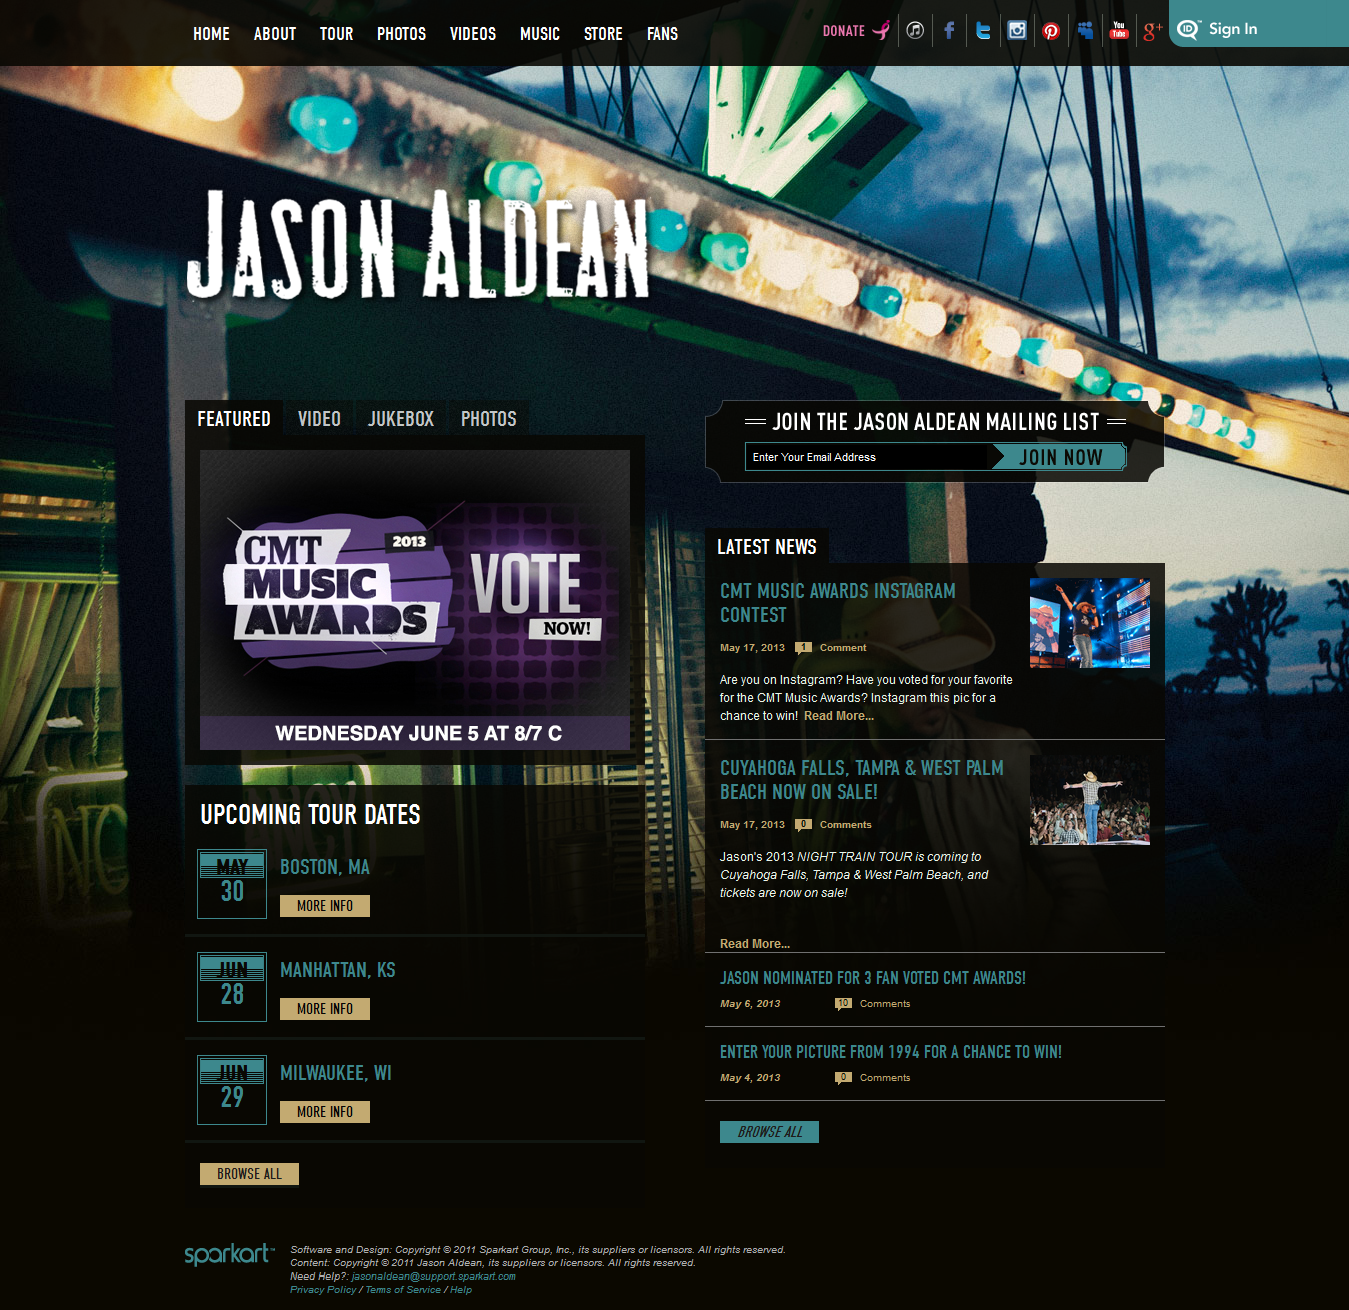 HOME ABOUT TOUR PHOTOS VIDEOS MUSIC STORE FANS
DONATE
You
Tube
g+
ID™ Sign In
JASON ALDEAN
FEATURED VIDEO JUKEBOX PHOTOS
CMT 2013
MUSIC
AWARDS
VOTE
NOW!
WEDNESDAY JUNE 5 AT 8/7 C
UPCOMING TOUR DATES
MAY
30
BOSTON, MA
MORE INFO
JUN
28
MANHATTAN, KS
MORE INFO
JUN
29
MILWAUKEE, WI
MORE INFO
BROWSE ALL
JOIN THE JASON ALDEAN MAILING LIST
Enter Your Email Address JOIN NOW
LATEST NEWS
CMT MUSIC AWARDS INSTAGRAM
CONTEST
May 17, 2013 1 Comment
Are you on Instagram? Have you voted for your favorite
for the CMT Music Awards? Instagram this pic for a
chance to win! Read More...
CUYAHOGA FALLS, TAMPA & WEST PALM
BEACH NOW ON SALE!
May 17, 2013 0 Comments
Jason's 2013 NIGHT TRAIN TOUR is coming to
Cuyahoga Falls, Tampa & West Palm Beach, and
tickets are now on sale!
Read More...
JASON NOMINATED FOR 3 FAN VOTED CMT AWARDS!
May 6, 2013 10 Comments
ENTER YOUR PICTURE FROM 1994 FOR A CHANCE TO WIN!
May 4, 2013 0 Comments
BROWSE ALL
sparkart™
Software and Design: Copyright © 2011 Sparkart Group, Inc., its suppliers or licensors. All rights reserved.
Content: Copyright © 2011 Jason Aldean, its suppliers or licensors. All rights reserved.
Need Help?: jasonaldean@support.sparkart.com
Privacy Policy / Terms of Service / Help